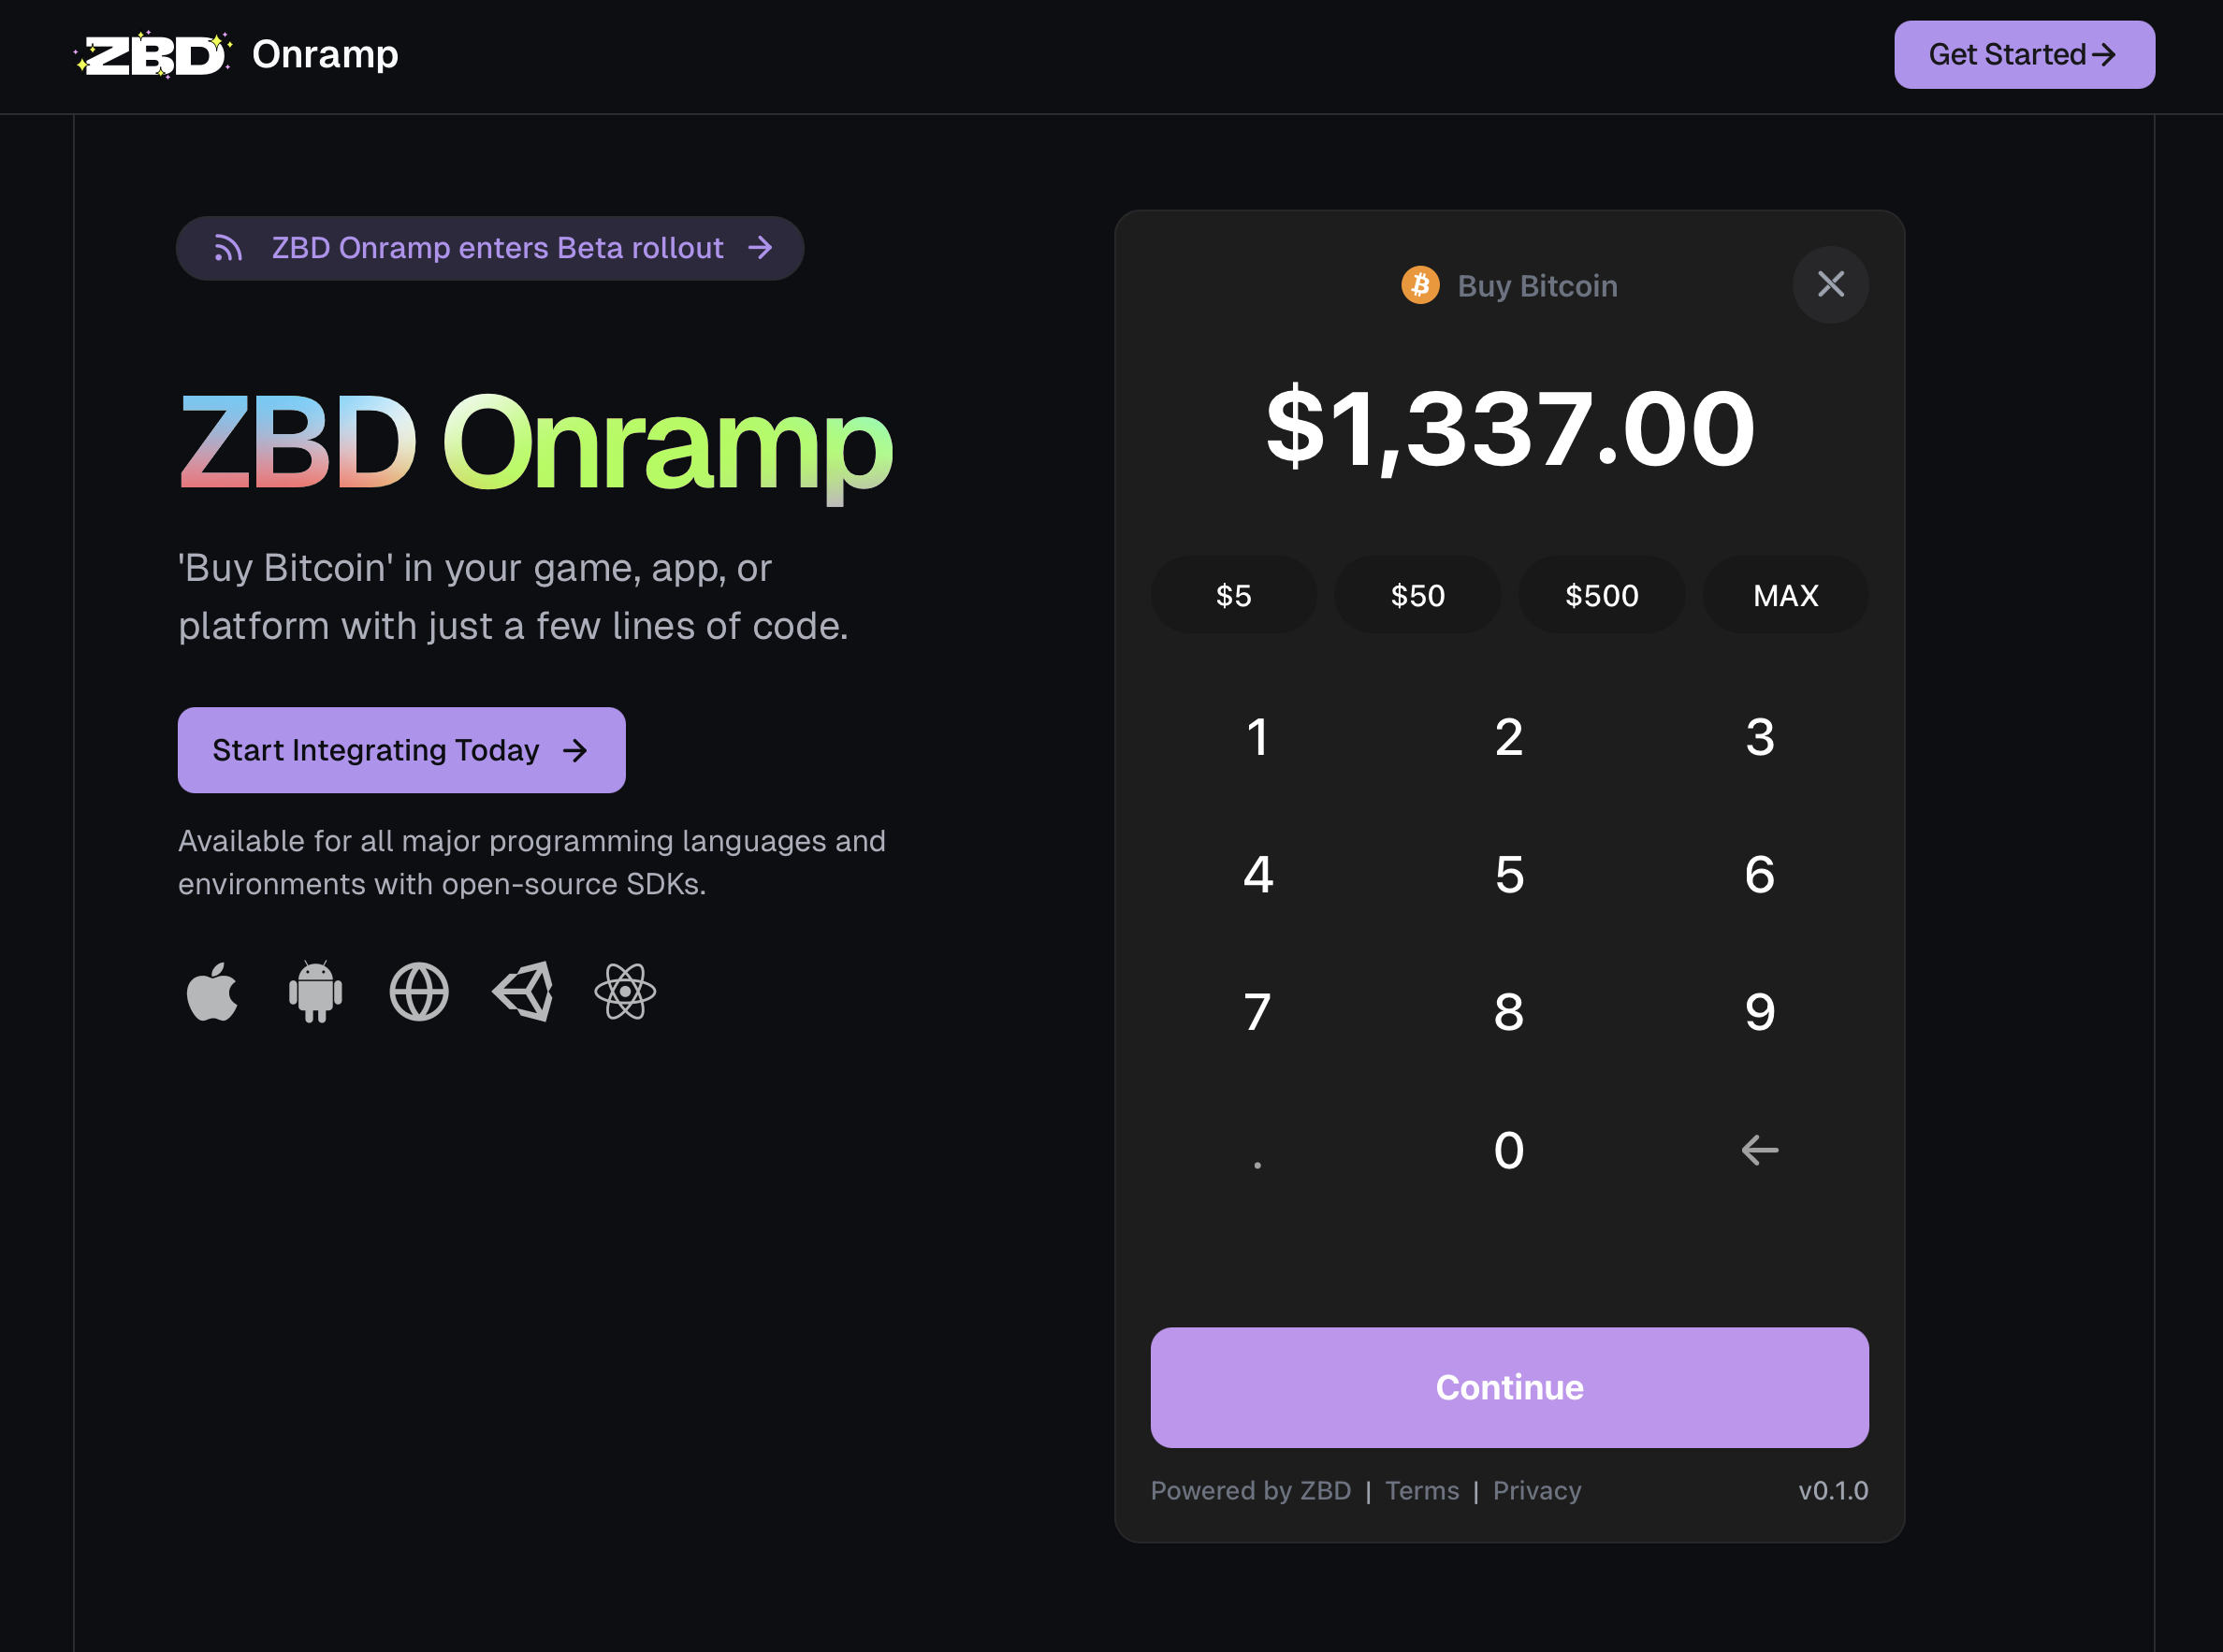 ZBD Onramp
Get Started
ZBD Onramp enters Beta rollout
ZBD Onramp
'Buy Bitcoin' in your game, app, or
platform with just a few lines of code.
Start Integrating Today
Available for all major programming languages and
environments with open-source SDKs.
Buy Bitcoin
$1,337.00
$5 $50 $500 MAX
1 2 3
4 5 6
7 8 9
. 0
Continue
Powered by ZBD | Terms | Privacy v0.1.0